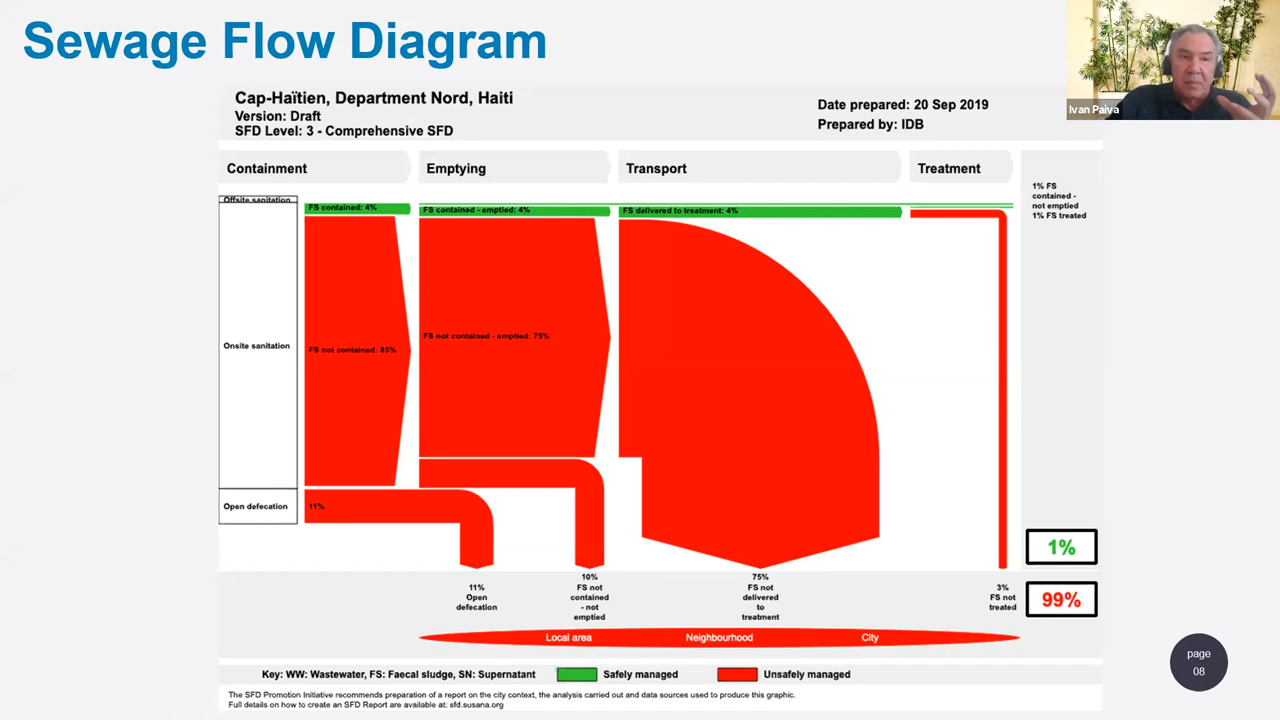 Sewage Flow Diagram
Ivan Paiva
Cap-Haïtien, Department Nord, Haiti
Version: Draft
SFD Level: 3 - Comprehensive SFD
Date prepared: 20 Sep 2019
Prepared by: IDB
Containment
Emptying
Transport
Treatment
Offsite sanitation
FS contained: 4%
FS contained - emptied: 4%
FS delivered to treatment: 4%
1% FS
contained -
not emptied
1% FS treated
Onsite sanitation
FS not contained: 85%
FS not contained - emptied: 75%
Open defecation
11%
1%
99%
11%
Open
defecation
10%
FS not
contained
- not
emptied
75%
FS not
delivered
to
treatment
3%
FS not
treated
Local area
Neighbourhood
City
Key: WW: Wastewater, FS: Faecal sludge, SN: Supernatant
Safely managed
Unsafely managed
The SFD Promotion Initiative recommends preparation of a report on the city context, the analysis carried out and data sources used to produce this graphic.
Full details on how to create an SFD Report are available at: sfd.susana.org
page
08